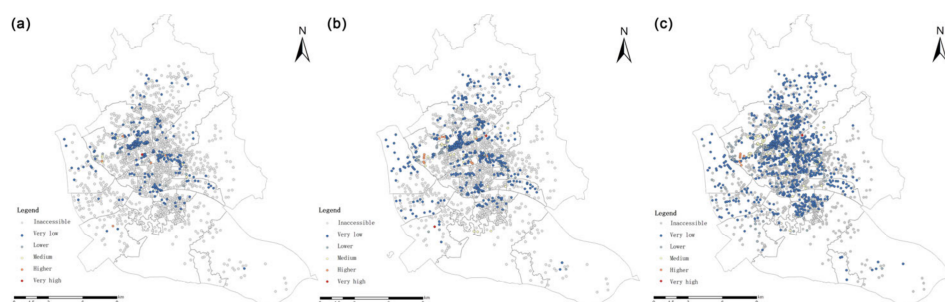 (a)
N
Legend
Inaccessible
Very low
Lower
Medium
Higher
Very high
(b)
N
Legend
Inaccessible
Very low
Lower
Medium
Higher
Very high
(c)
N
Legend
Inaccessible
Very low
Lower
Medium
Higher
Very high